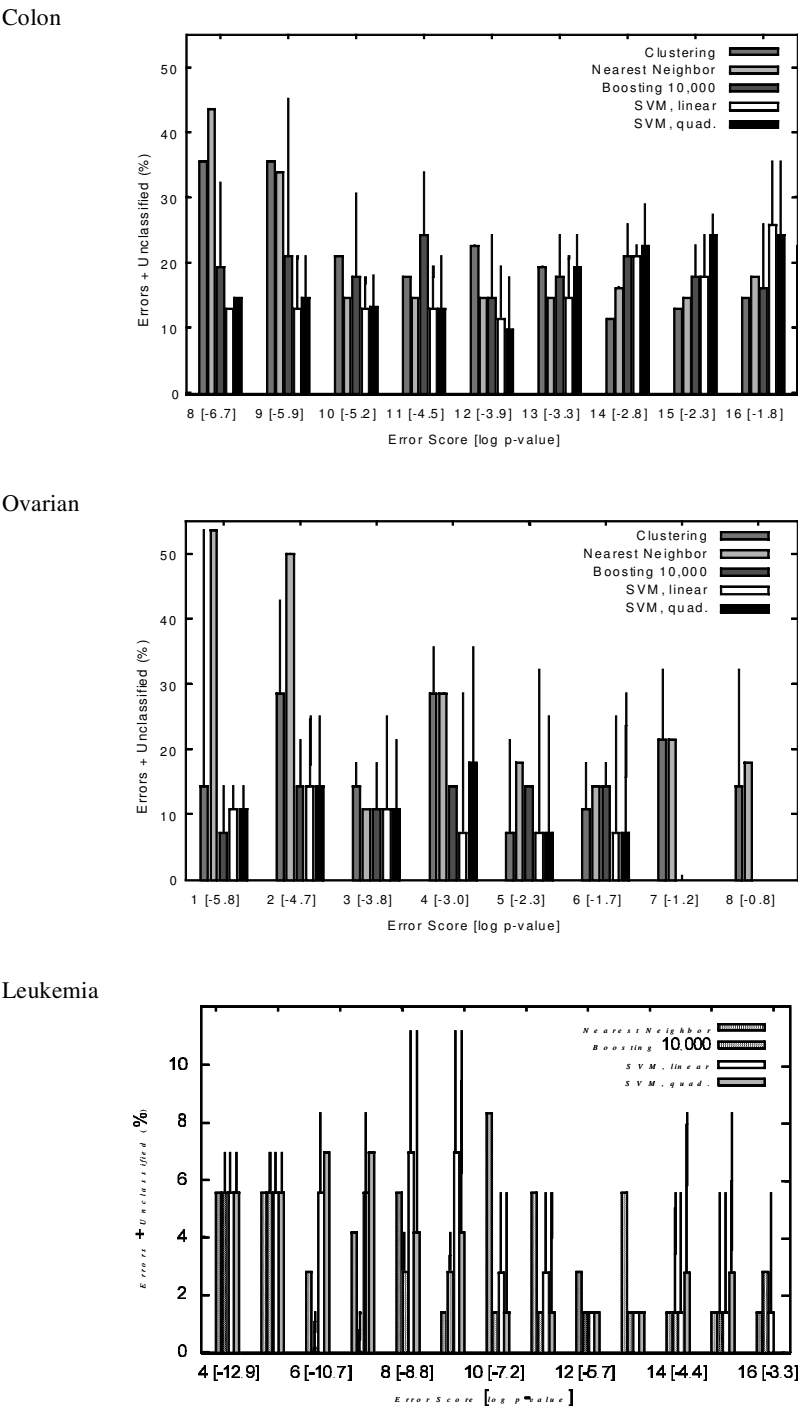 Colon
Clustering
Nearest Neighbor
Boosting 10,000
SVM, linear
SVM, quad.
Errors + Unclassified (%)
50
40
30
20
10
0
8 [-6.7] 9 [-5.9] 10 [-5.2] 11 [-4.5] 12 [-3.9] 13 [-3.3] 14 [-2.8] 15 [-2.3] 16 [-1.8]
Error Score [log p-value]
Ovarian
Clustering
Nearest Neighbor
Boosting 10,000
SVM, linear
SVM, quad.
Errors + Unclassified (%)
50
40
30
20
10
0
1 [-5.8] 2 [-4.7] 3 [-3.8] 4 [-3.0] 5 [-2.3] 6 [-1.7] 7 [-1.2] 8 [-0.8]
Error Score [log p-value]
Leukemia
Nearest Neighbor
Boosting 10,000
SVM, linear
SVM, quad.
Errors + Unclassified (%)
10
8
6
4
2
0
4 [-12.9] 6 [-10.7] 8 [-8.8] 10 [-7.2] 12 [-5.7] 14 [-4.4] 16 [-3.3]
Error Score [log p-value]